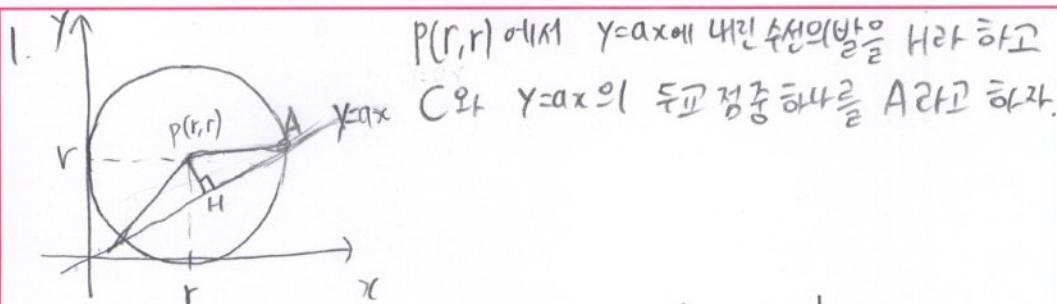 1.
y
P(r,r)에서 y=ax에 내린 수선의발을 H라 하고
C와 y=ax의 두교점중하나를 A라고 하자.
P(r,r)
A
y=ax
r
H
r
x